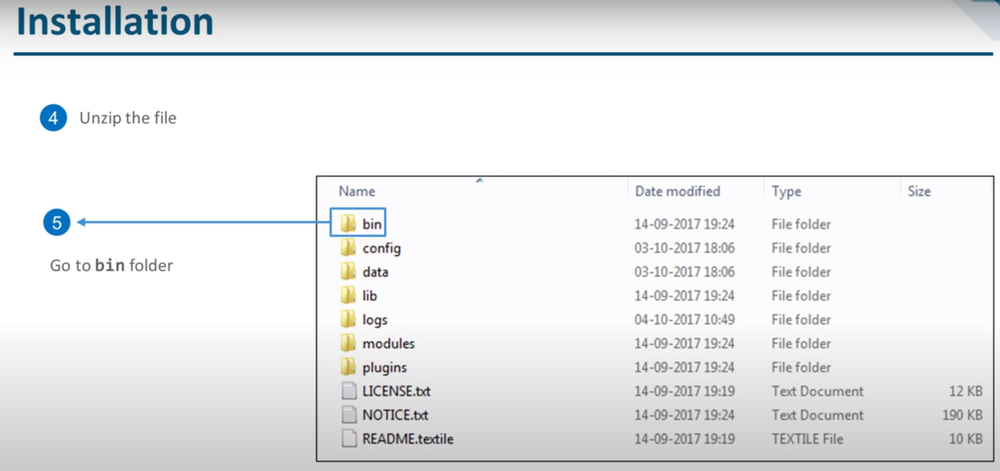 Installation
4 Unzip the file
5
Go to bin folder
Name Date modified Type Size
bin 14-09-2017 19:24 File folder
config 03-10-2017 18:06 File folder
data 03-10-2017 18:06 File folder
lib 14-09-2017 19:24 File folder
logs 04-10-2017 10:49 File folder
modules 14-09-2017 19:24 File folder
plugins 14-09-2017 19:24 File folder
LICENSE.txt 14-09-2017 19:19 Text Document 12 KB
NOTICE.txt 14-09-2017 19:24 Text Document 190 KB
README.textile 14-09-2017 19:19 TEXTILE File 10 KB